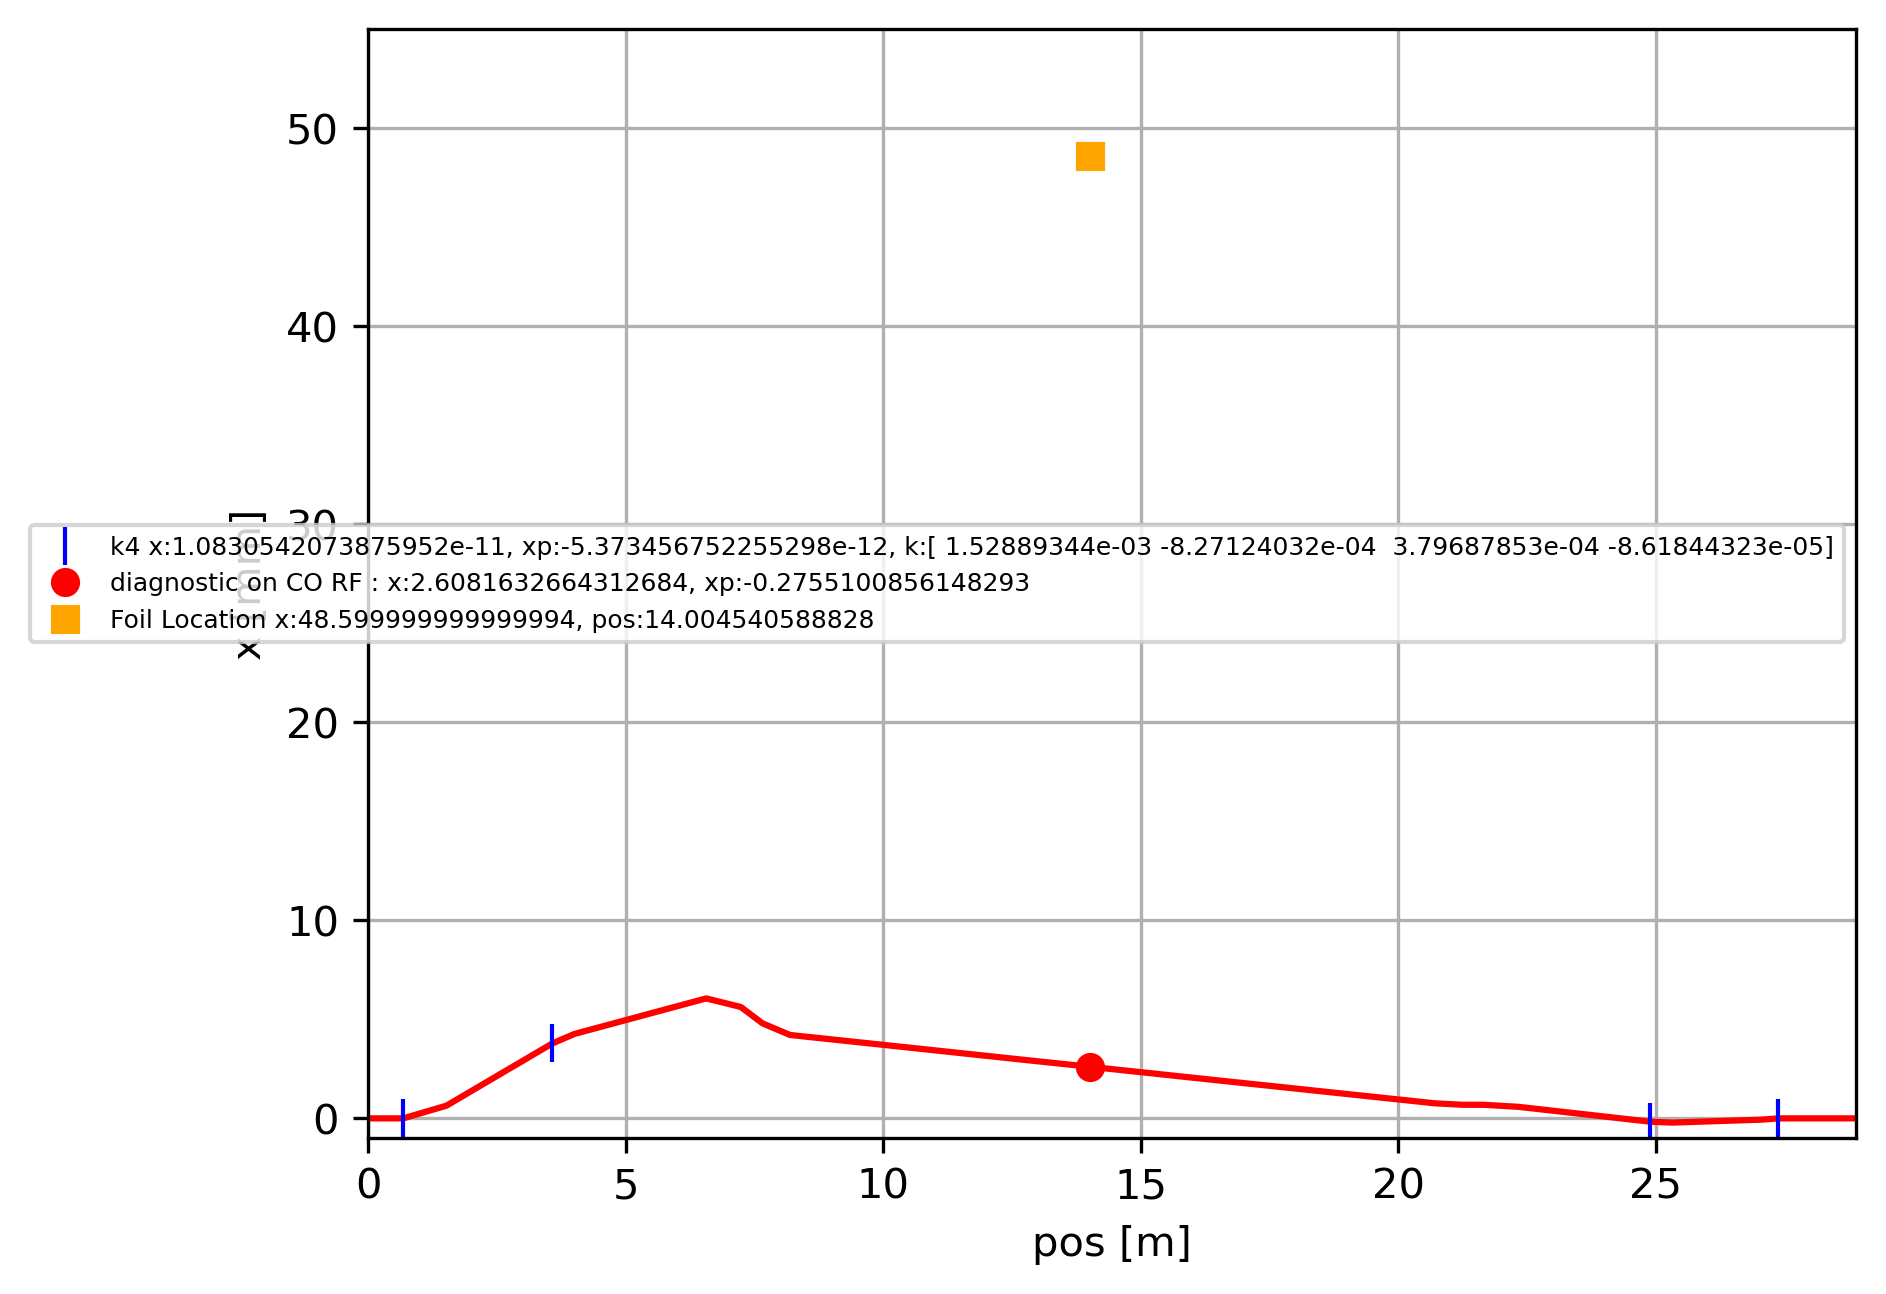 50
40
30
k4 x:1.0830542073875952e-11, xp:-5.373456752255298e-12, k:[ 1.52889344e-03 -8.27124032e-04  3.79687853e-04 -8.61844323e-05]
diagnostic on CO RF : x:2.6081632664312684, xp:-0.2755100856148293
Foil Location x:48.599999999999994, pos:14.004540588828
x [mm]
20
10
0
0 5 10 15 20 25
pos [m]